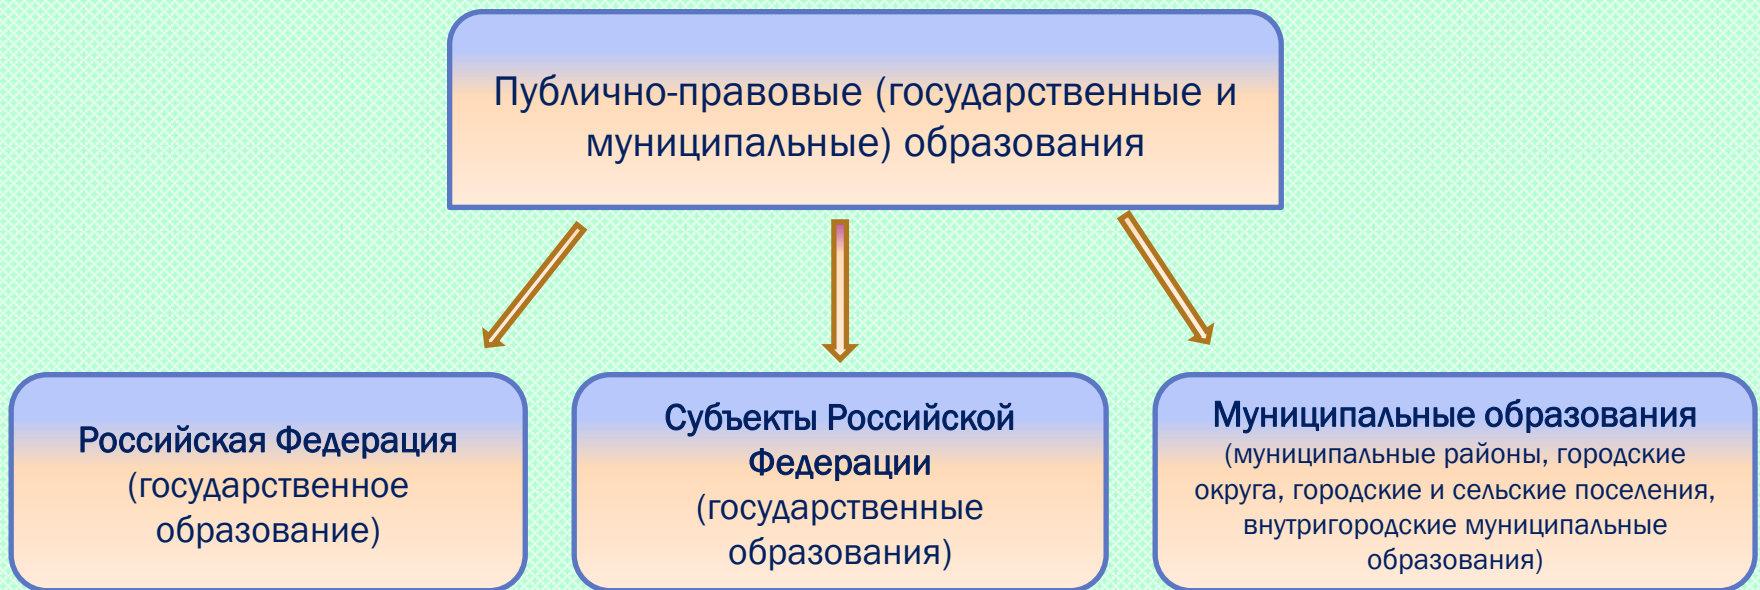 Публично-правовые (государственные и
муниципальные) образования
Российская Федерация
(государственное
образование)
Субъекты Российской
Федерации
(государственные
образования)
Муниципальные образования
(муниципальные районы, городские
округа, городские и сельские поселения,
внутригородские муниципальные
образования)